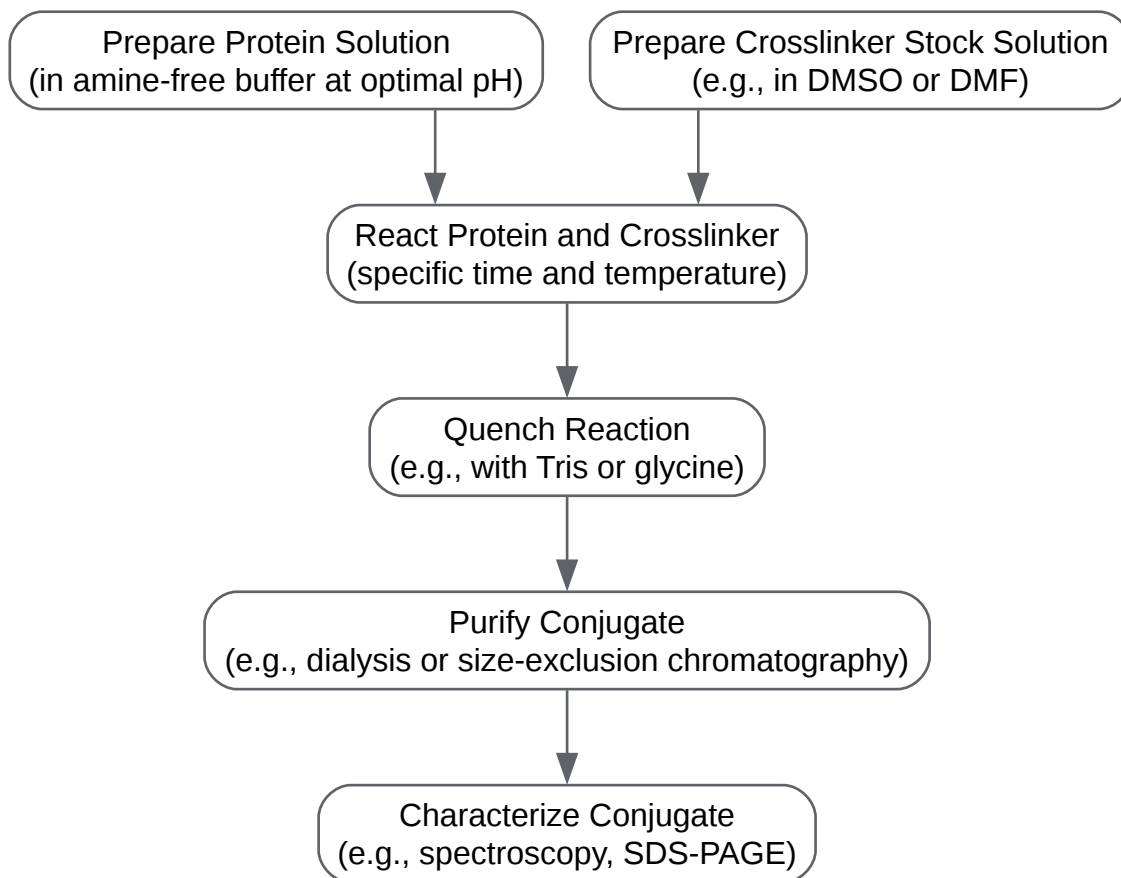 Prepare Protein Solution
(in amine-free buffer at optimal pH)
Prepare Crosslinker Stock Solution
(e.g., in DMSO or DMF)
React Protein and Crosslinker
(specific time and temperature)
Quench Reaction
(e.g., with Tris or glycine)
Purify Conjugate
(e.g., dialysis or size-exclusion chromatography)
Characterize Conjugate
(e.g., spectroscopy, SDS-PAGE)